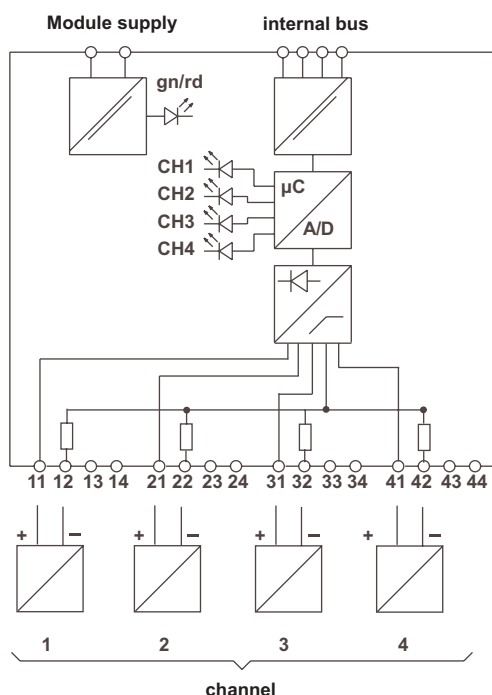 Module supply
internal bus
gn/rd
CH1
CH2
CH3
CH4
µC
A/D
11 12 13 14 21 22 23 24 31 32 33 34 41 42 43 44
+ − + − + − + −
1 2 3 4
channel